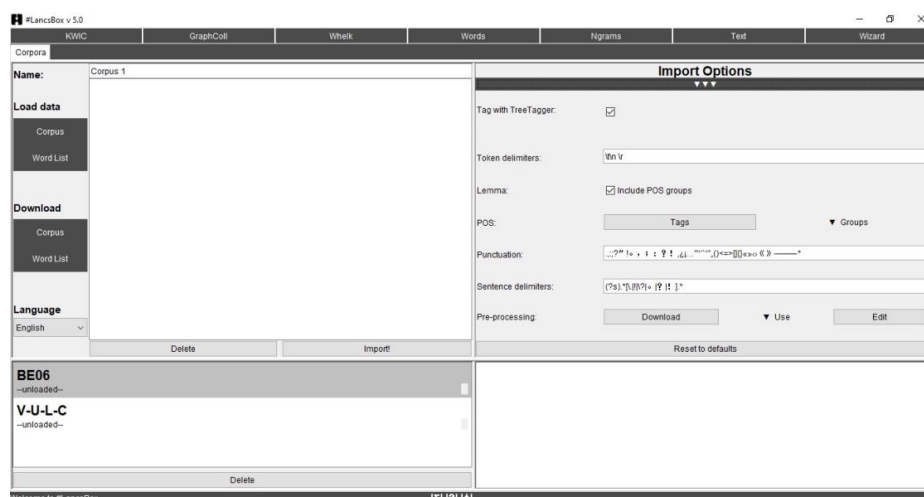 #LancsBox v 5.0
KWIC GraphColl Whelk Words Ngrams Text Wizard
Corpora
Name: Corpus 1
Load data
Corpus
Word List
Download
Corpus
Word List
Language
English
Delete Import!
Import Options
Tag with TreeTagger:
Token delimiters:
Lemma: Include POS groups
POS: Tags ▼ Groups
Punctuation:
Sentence delimiters:
Pre-processing: Download ▼ Use Edit
Reset to defaults
BE06
--unloaded--
V-U-L-C
--unloaded--
Delete